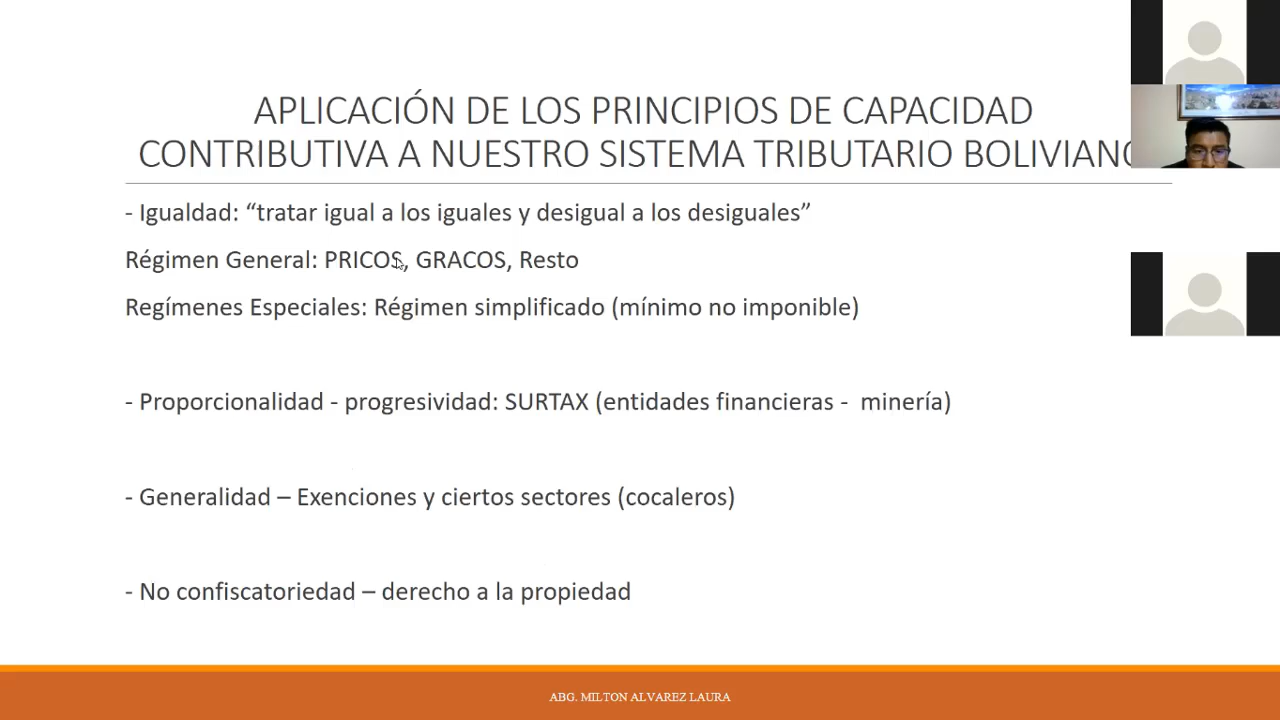 APLICACIÓN DE LOS PRINCIPIOS DE CAPACIDAD
CONTRIBUTIVA A NUESTRO SISTEMA TRIBUTARIO BOLIVIANO
- Igualdad: “tratar igual a los iguales y desigual a los desiguales”
Régimen General: PRICOS, GRACOS, Resto
Regímenes Especiales: Régimen simplificado (mínimo no imponible)
- Proporcionalidad - progresividad: SURTAX (entidades financieras - minería)
- Generalidad – Exenciones y ciertos sectores (cocaleros)
- No confiscatoriedad – derecho a la propiedad
ABG. MILTON ALVAREZ LAURA